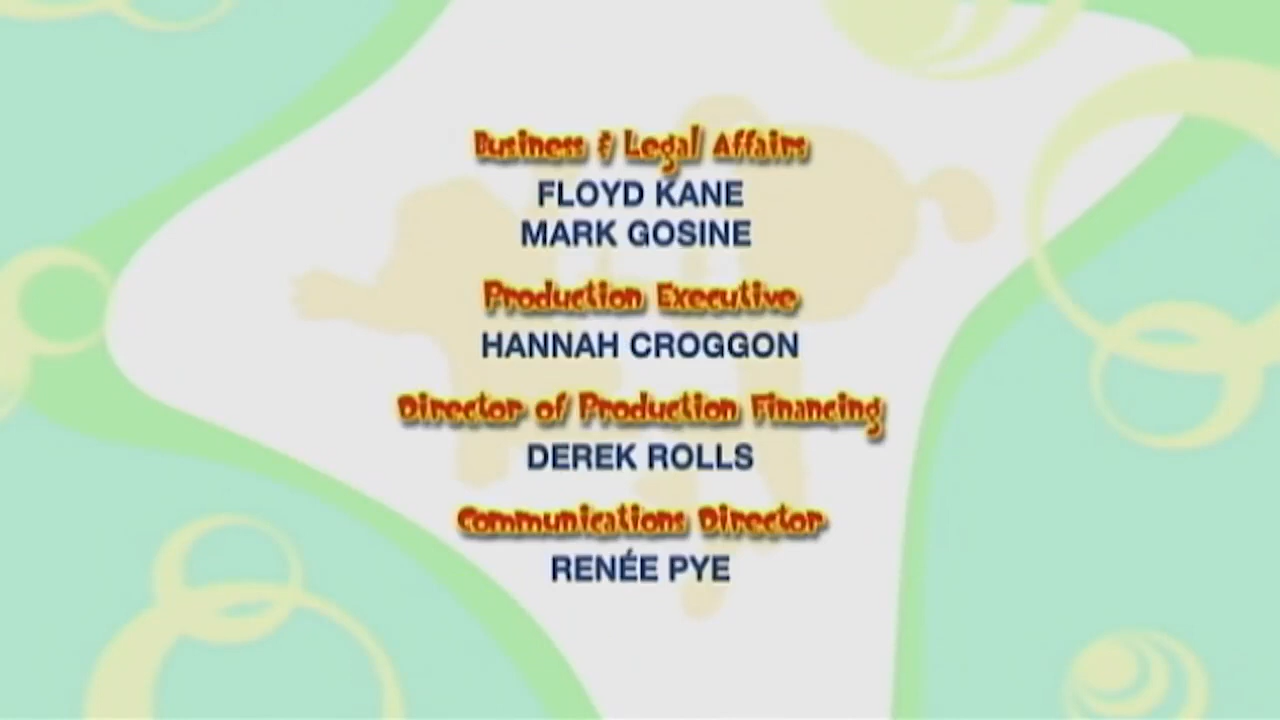 Business & Legal Affairs
FLOYD KANE
MARK GOSINE
Production Executive
HANNAH CROGGON
Director of Production Financing
DEREK ROLLS
Communications Director
RENÉE PYE